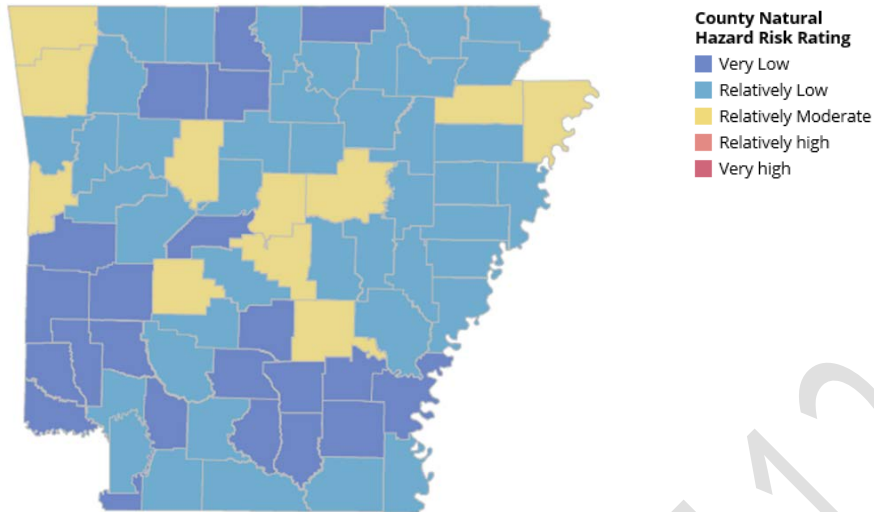 County Natural
Hazard Risk Rating
Very Low
Relatively Low
Relatively Moderate
Relatively high
Very high